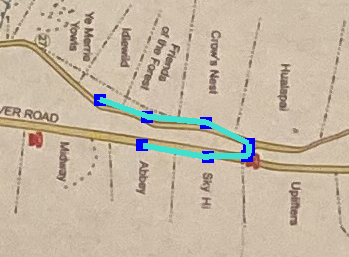 Ye Merrie
Yowls
Idlewild
Friends
of the Forest
Crow's Nest
Hualapai
VER ROAD
Midway
Abbey
Sky Hi
Uplifters